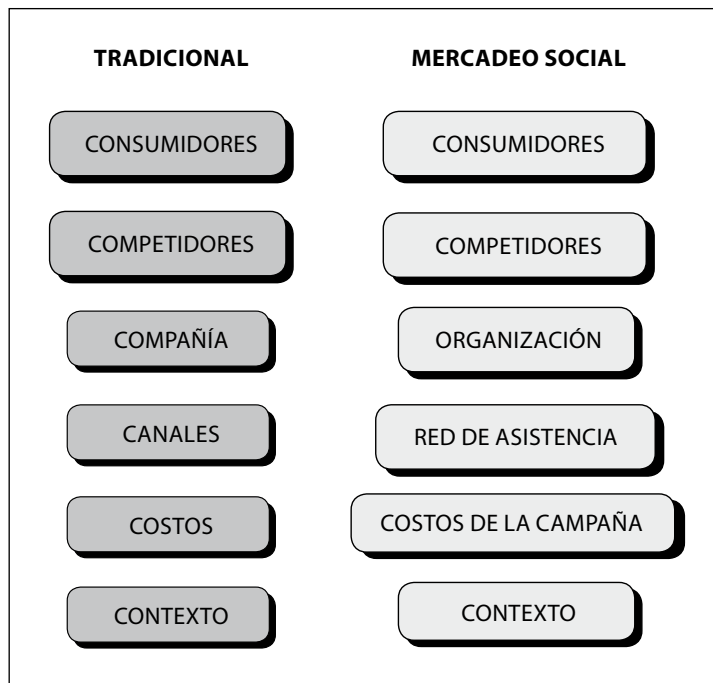 TRADICIONAL
MERCADEO SOCIAL
CONSUMIDORES
CONSUMIDORES
COMPETIDORES
COMPETIDORES
COMPAÑÍA
ORGANIZACIÓN
CANALES
RED DE ASISTENCIA
COSTOS
COSTOS DE LA CAMPAÑA
CONTEXTO
CONTEXTO